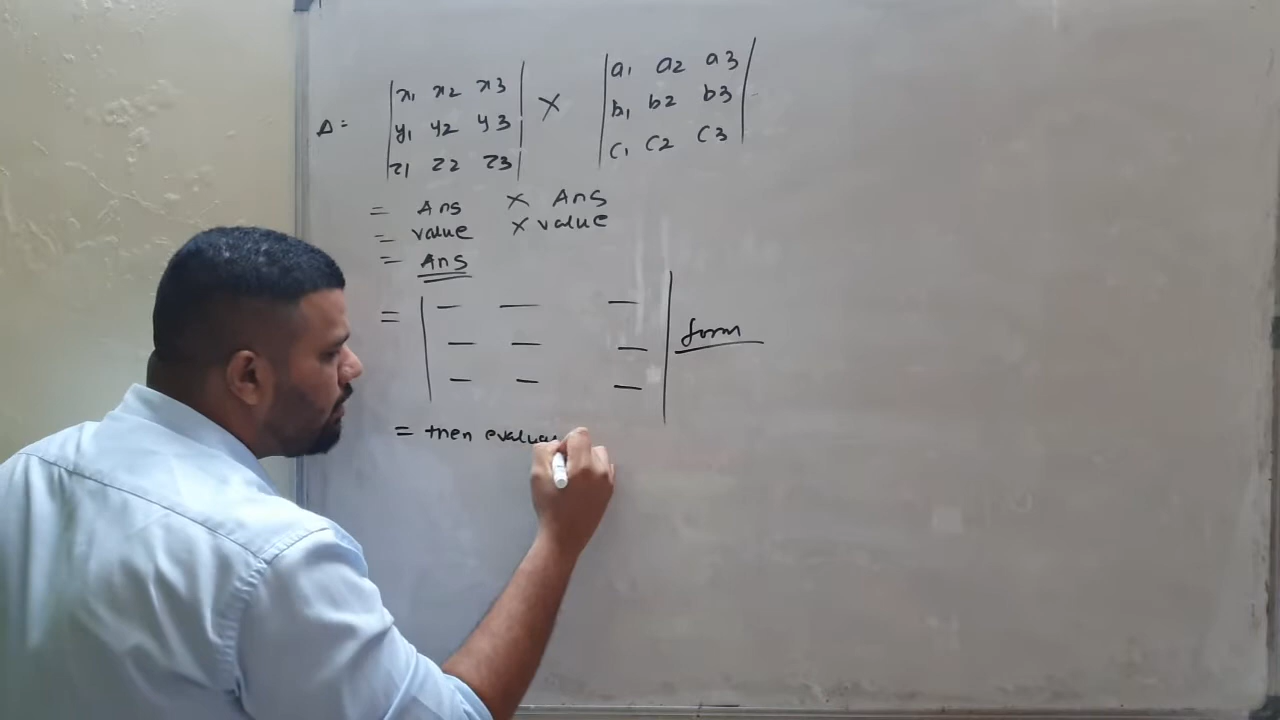 Δ = | x1 x2 x3 | × | a1 a2 a3 |
| y1 y2 y3 | | b1 b2 b3 |
| z1 z2 z3 | | c1 c2 c3 |
= Ans × Ans
= value × value
= Ans
= | — — — |
| — — — | form
| — — — |
= then